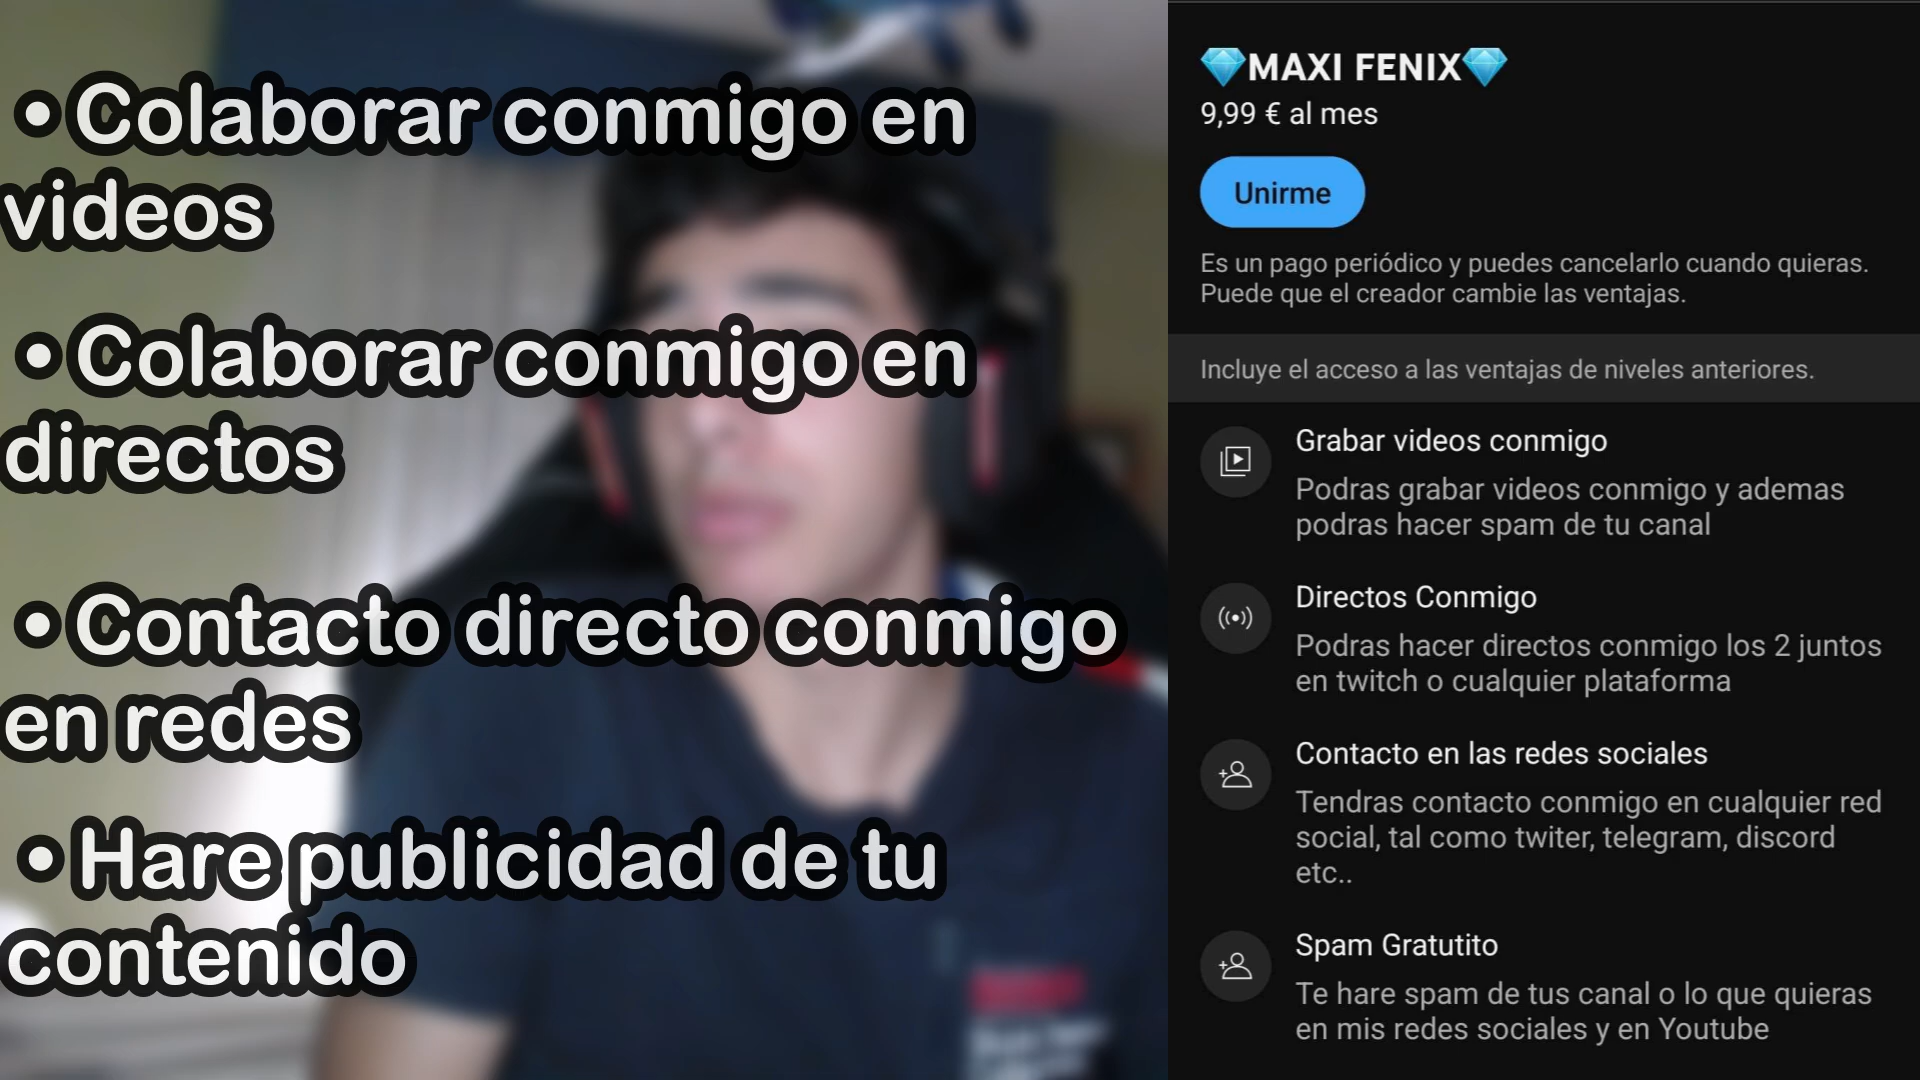 •Colaborar conmigo en
videos
•Colaborar conmigo en
directos
•Contacto directo conmigo
en redes
•Hare publicidad de tu
contenido
💎MAXI FENIX💎
9,99 € al mes
Unirme
Es un pago periódico y puedes cancelarlo cuando quieras.
Puede que el creador cambie las ventajas.
Incluye el acceso a las ventajas de niveles anteriores.
Grabar videos conmigo
Podras grabar videos conmigo y ademas
podras hacer spam de tu canal
Directos Conmigo
Podras hacer directos conmigo los 2 juntos
en twitch o cualquier plataforma
Contacto en las redes sociales
Tendras contacto conmigo en cualquier red
social, tal como twiter, telegram, discord
etc..
Spam Gratutito
Te hare spam de tus canal o lo que quieras
en mis redes sociales y en Youtube